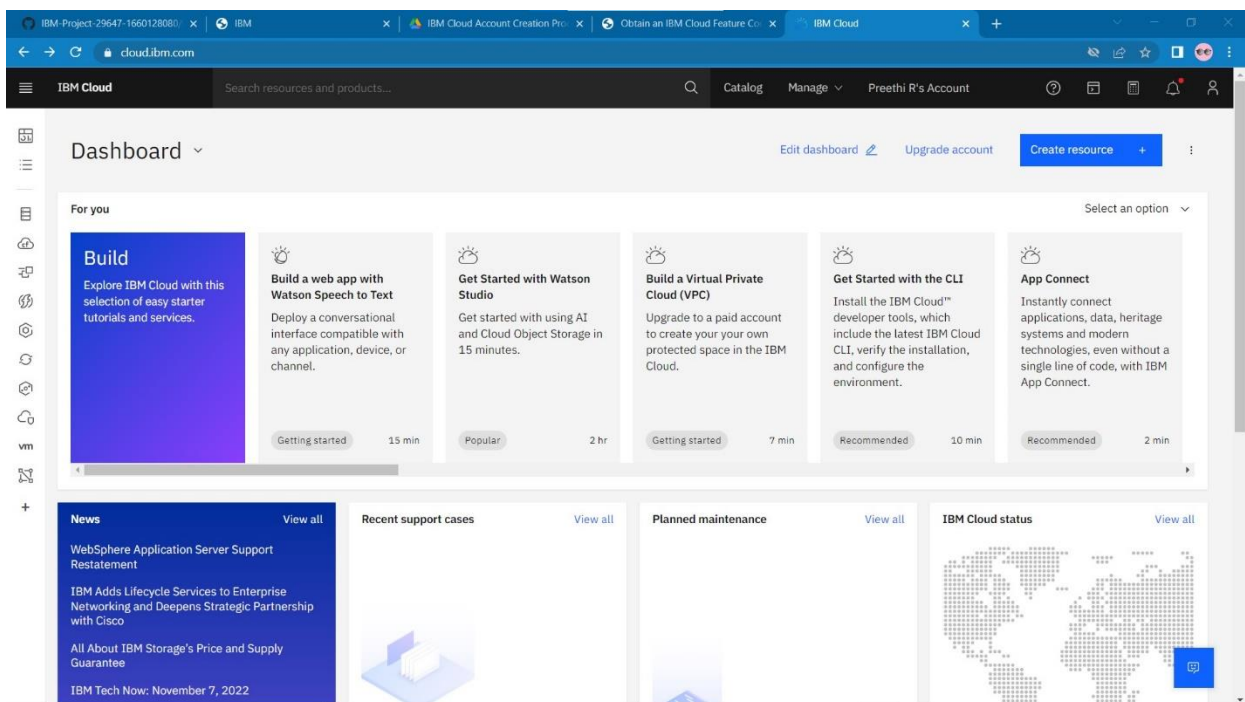 IBM-Project-29647-1660128080/
IBM
IBM Cloud Account Creation Pro
Obtain an IBM Cloud Feature Co
IBM Cloud
cloud.ibm.com
IBM Cloud
Search resources and products...
Catalog
Manage
Preethi R's Account
Dashboard
Edit dashboard
Upgrade account
Create resource +
For you
Select an option
Build
Explore IBM Cloud with this
selection of easy starter
tutorials and services.
Build a web app with
Watson Speech to Text
Deploy a conversational
interface compatible with
any application, device, or
channel.
Getting started
15 min
Get Started with Watson
Studio
Get started with using AI
and Cloud Object Storage in
15 minutes.
Popular
2 hr
Build a Virtual Private
Cloud (VPC)
Upgrade to a paid account
to create your your own
protected space in the IBM
Cloud.
Getting started
7 min
Get Started with the CLI
Install the IBM Cloud™
developer tools, which
include the latest IBM Cloud
CLI, verify the installation,
and configure the
environment.
Recommended
10 min
App Connect
Instantly connect
applications, data, heritage
systems and modern
technologies, even without a
single line of code, with IBM
App Connect.
Recommended
2 min
vm
News
View all
WebSphere Application Server Support
Restatement
IBM Adds Lifecycle Services to Enterprise
Networking and Deepens Strategic Partnership
with Cisco
All About IBM Storage's Price and Supply
Guarantee
IBM Tech Now: November 7, 2022
Recent support cases
View all
Planned maintenance
View all
IBM Cloud status
View all